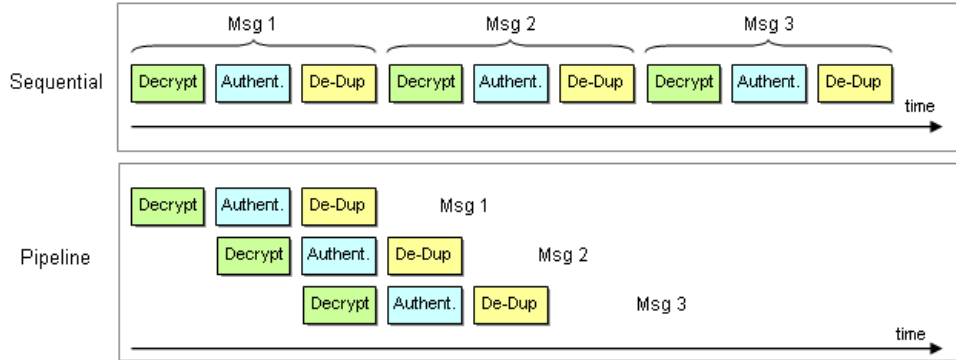 Msg 1 Msg 2 Msg 3
Sequential Decrypt Authent. De-Dup Decrypt Authent. De-Dup Decrypt Authent. De-Dup
time
Decrypt Authent. De-Dup Msg 1
Pipeline Decrypt Authent. De-Dup Msg 2
Decrypt Authent. De-Dup Msg 3
time